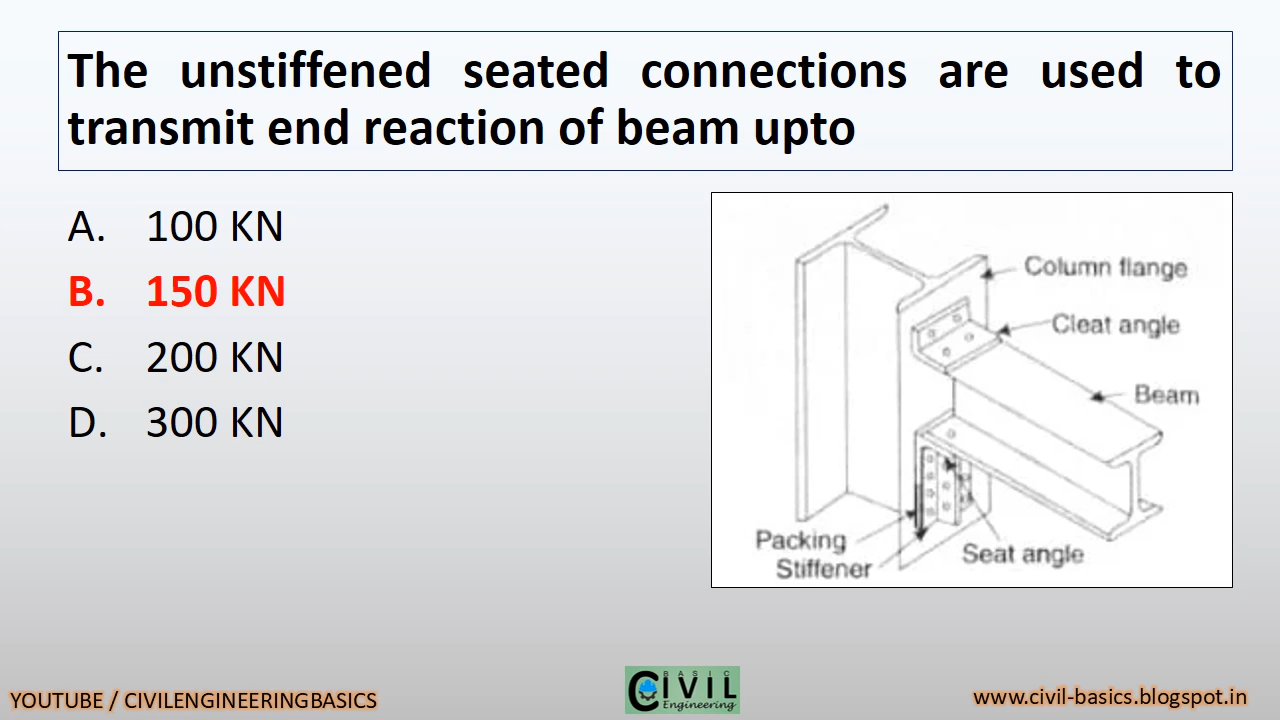 The unstiffened seated connections are used to
transmit end reaction of beam upto
A. 100 KN
B. 150 KN
C. 200 KN
D. 300 KN
Column flange
Cleat angle
Beam
Packing
Stiffener
Seat angle
YOUTUBE / CIVILENGINEERINGBASICS
BASIC
CIVIL
Engineering
www.civil-basics.blogspot.in